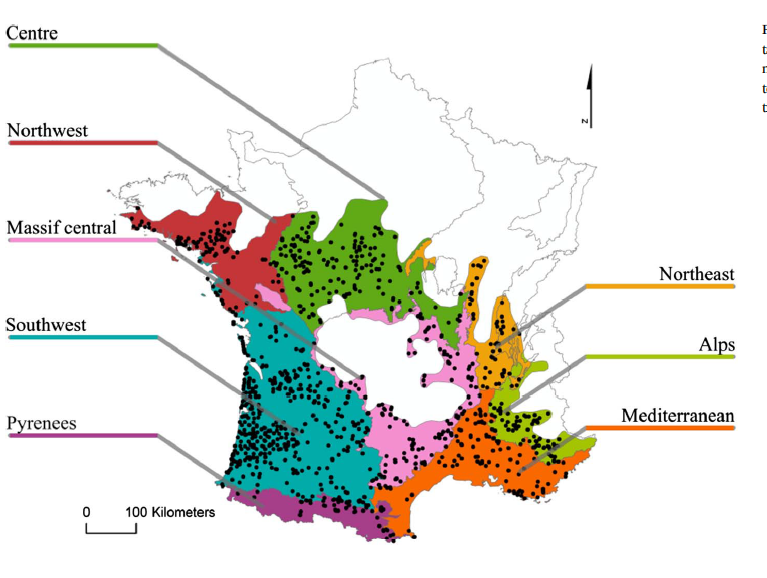 Centre
Northwest
Massif central
Southwest
Pyrenees
Northeast
Alps
Mediterranean
N
0 100 Kilometers